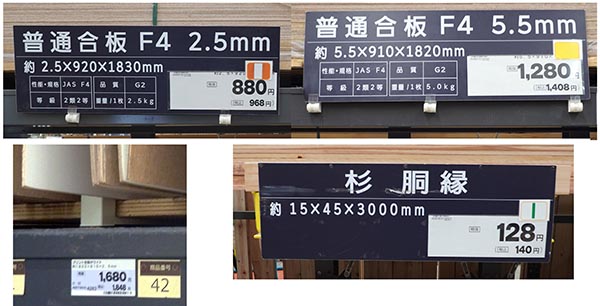 普通合板 F4 2.5mm
約 2.5×920×1830mm
性能・規格 JAS F4 品質 G2
等級 2類2等 重量/1枚 2.5kg
880円
968円
普通合板 F4 5.5mm
約 5.5×910×1820mm
性能・規格 JAS F4 品質 G2
等級 2類2等 重量/1枚 5.0kg
1,280円
1,408円
1,680円
商品番号
42
杉 胴縁
約 15×45×3000mm
128円
140円